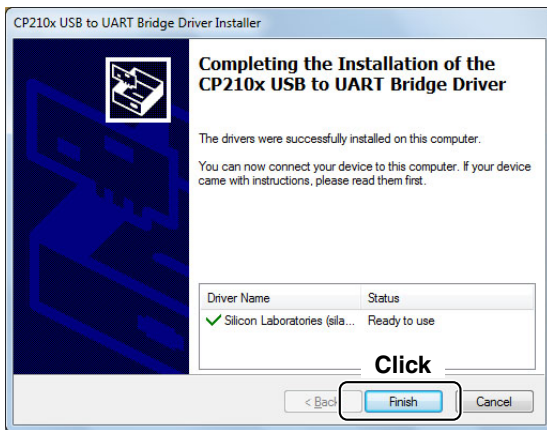 CP210x USB to UART Bridge Driver Installer
Completing the Installation of the
CP210x USB to UART Bridge Driver
The drivers were successfully installed on this computer.
You can now connect your device to this computer. If your device
came with instructions, please read them first.
Driver Name Status
Silicon Laboratories (sila... Ready to use
Click
< Back Finish Cancel